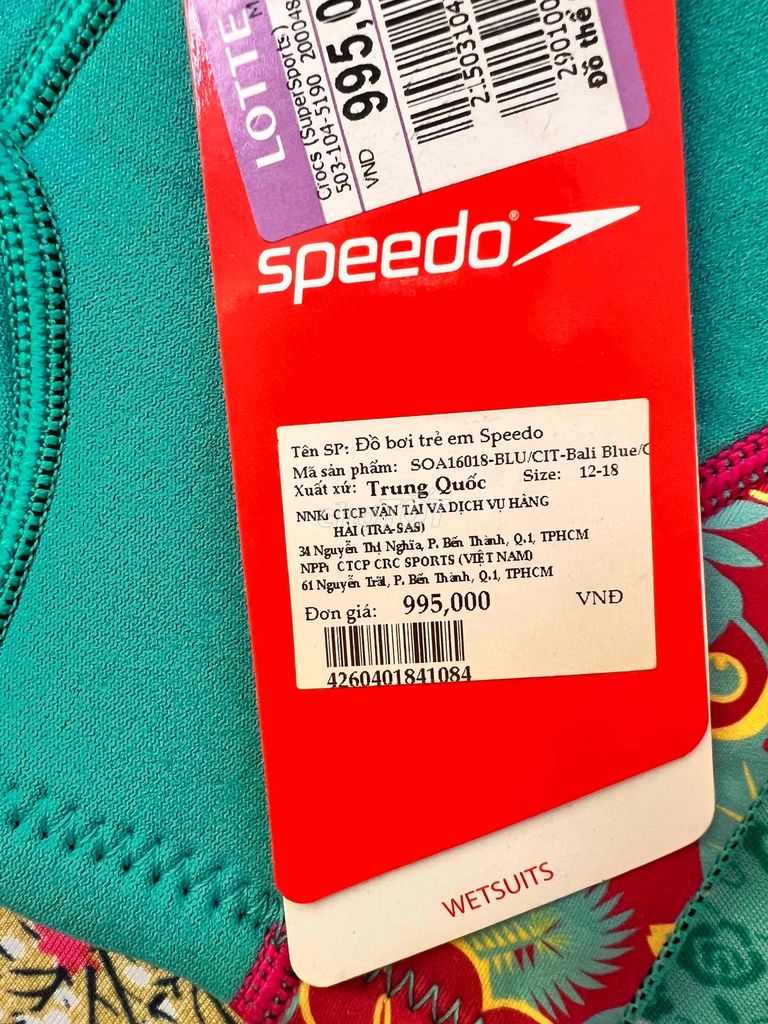 LOTTE M
Crocs (SuperSports)
503-104-5190 200048
VND 995,0
2:503104
290100
Đồ thể
speedo®
Tên SP: Đồ bơi trẻ em Speedo
Mã sản phẩm: SOA16018-BLU/CIT-Bali Blue/C
Xuất xứ: Trung Quốc Size: 12-18
NNK: CTCP VẬN TẢI VÀ DỊCH VỤ HÀNG
HẢI (TRA-SAS)
34 Nguyễn Thị Nghĩa, P. Bến Thành, Q.1, TPHCM
NPP: CTCP CRC SPORTS (VIỆT NAM)
61 Nguyễn Trãi, P. Bến Thành, Q.1, TPHCM
Đơn giá: 995,000 VNĐ
4260401841084
WETSUITS